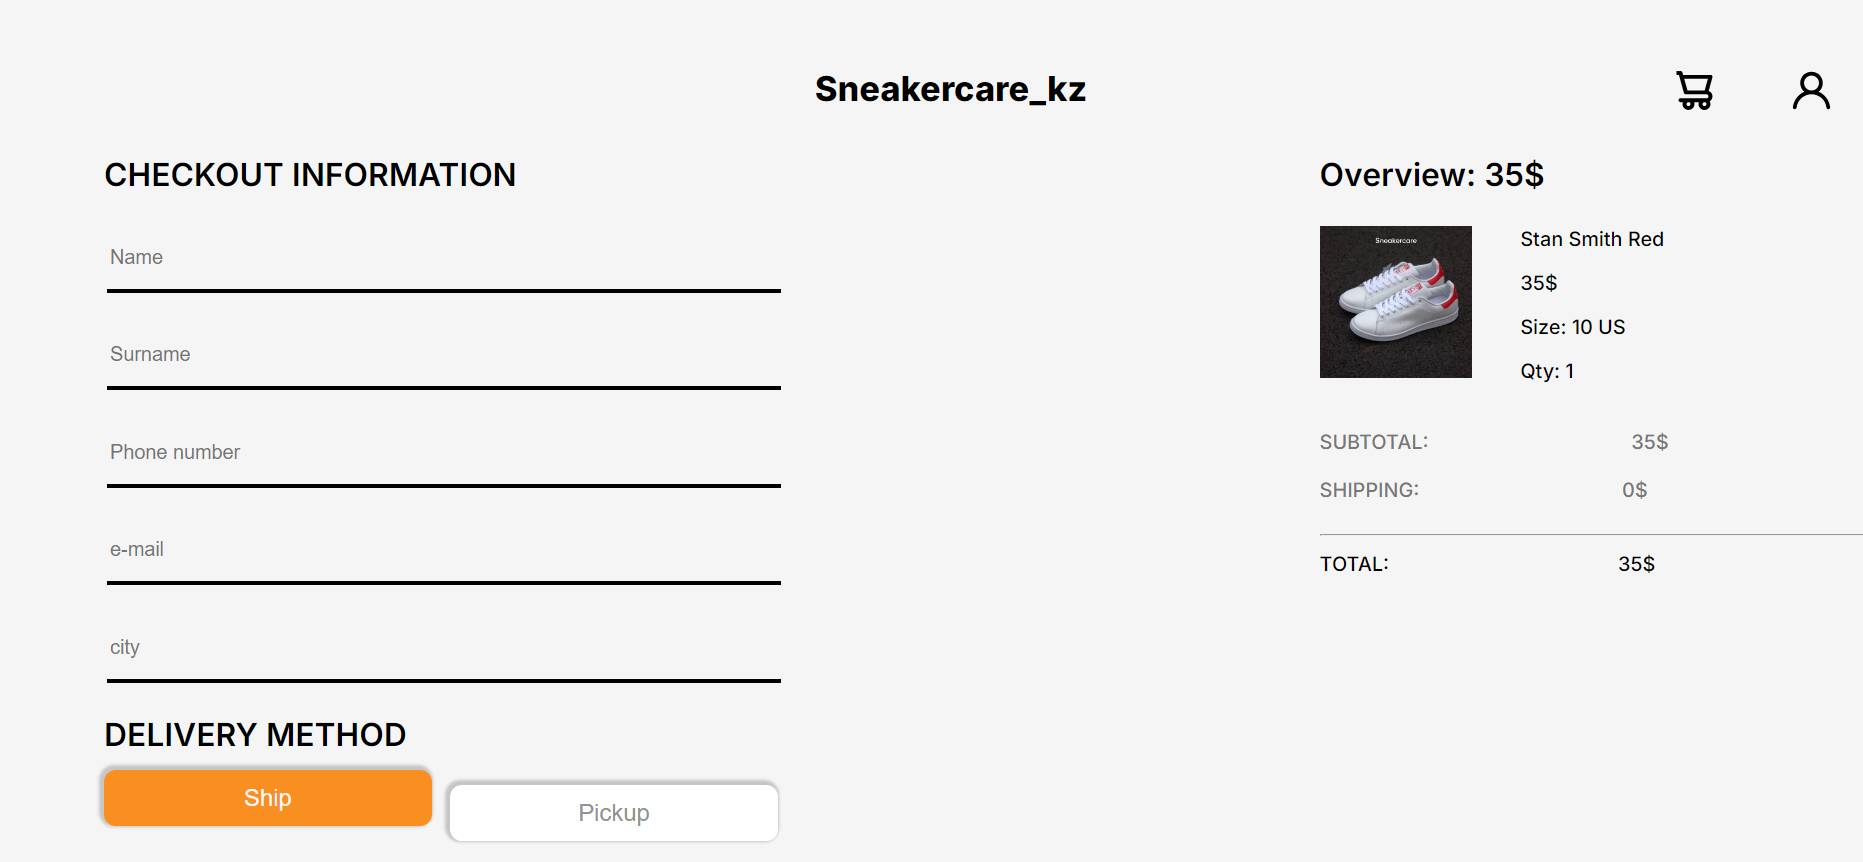 Sneakercare_kz
CHECKOUT INFORMATION
Name
Surname
Phone number
e-mail
city
DELIVERY METHOD
Ship
Pickup
Overview: 35$
Sneakercare
Stan Smith Red
35$
Size: 10 US
Qty: 1
SUBTOTAL: 35$
SHIPPING: 0$
TOTAL: 35$